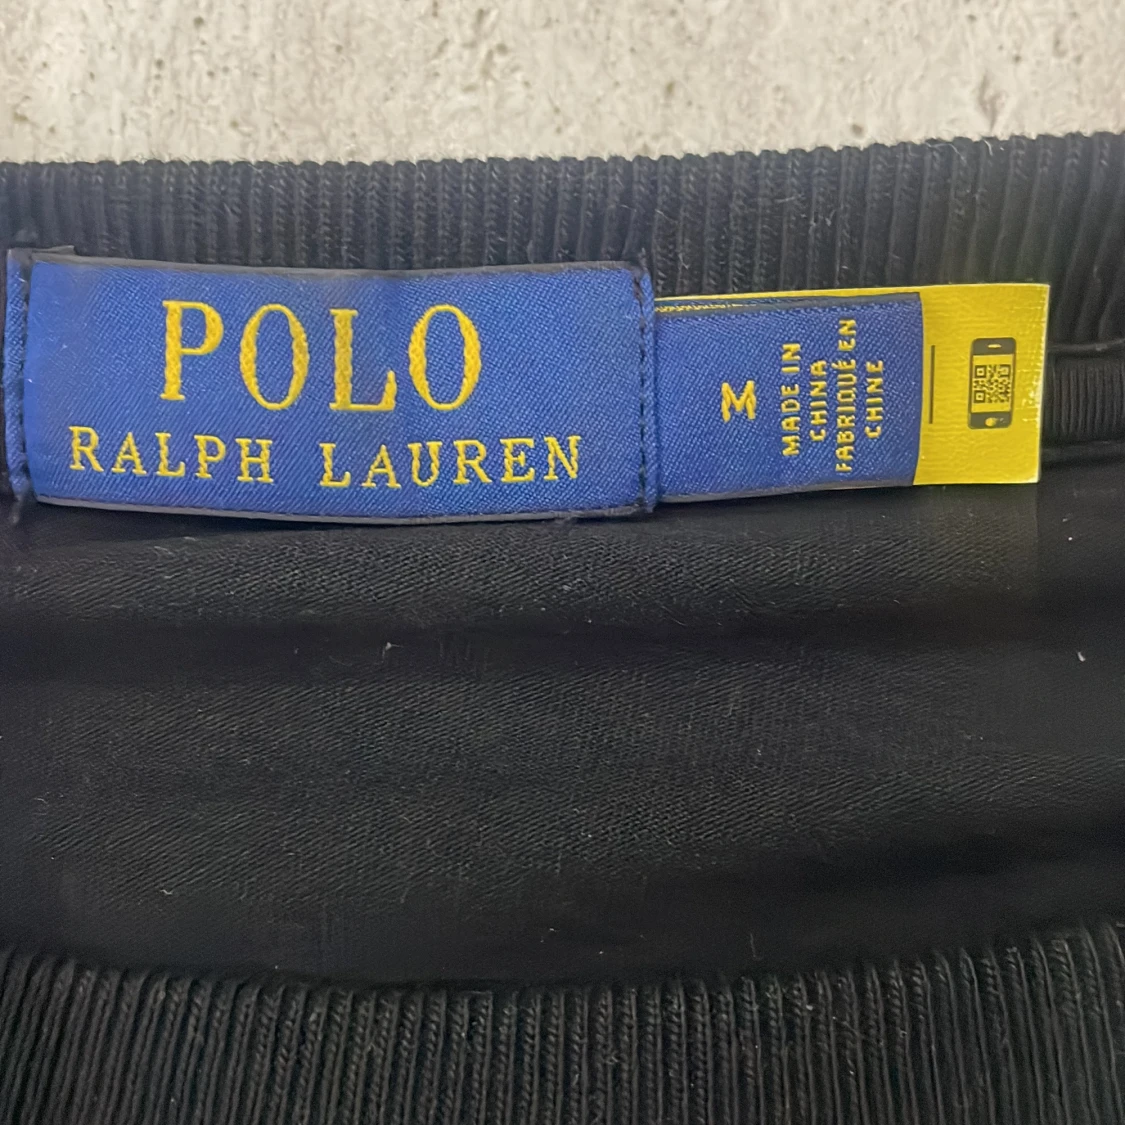 POLO
RALPH LAUREN
M
MADE IN
CHINA
FABRIQUÉ EN
CHINE